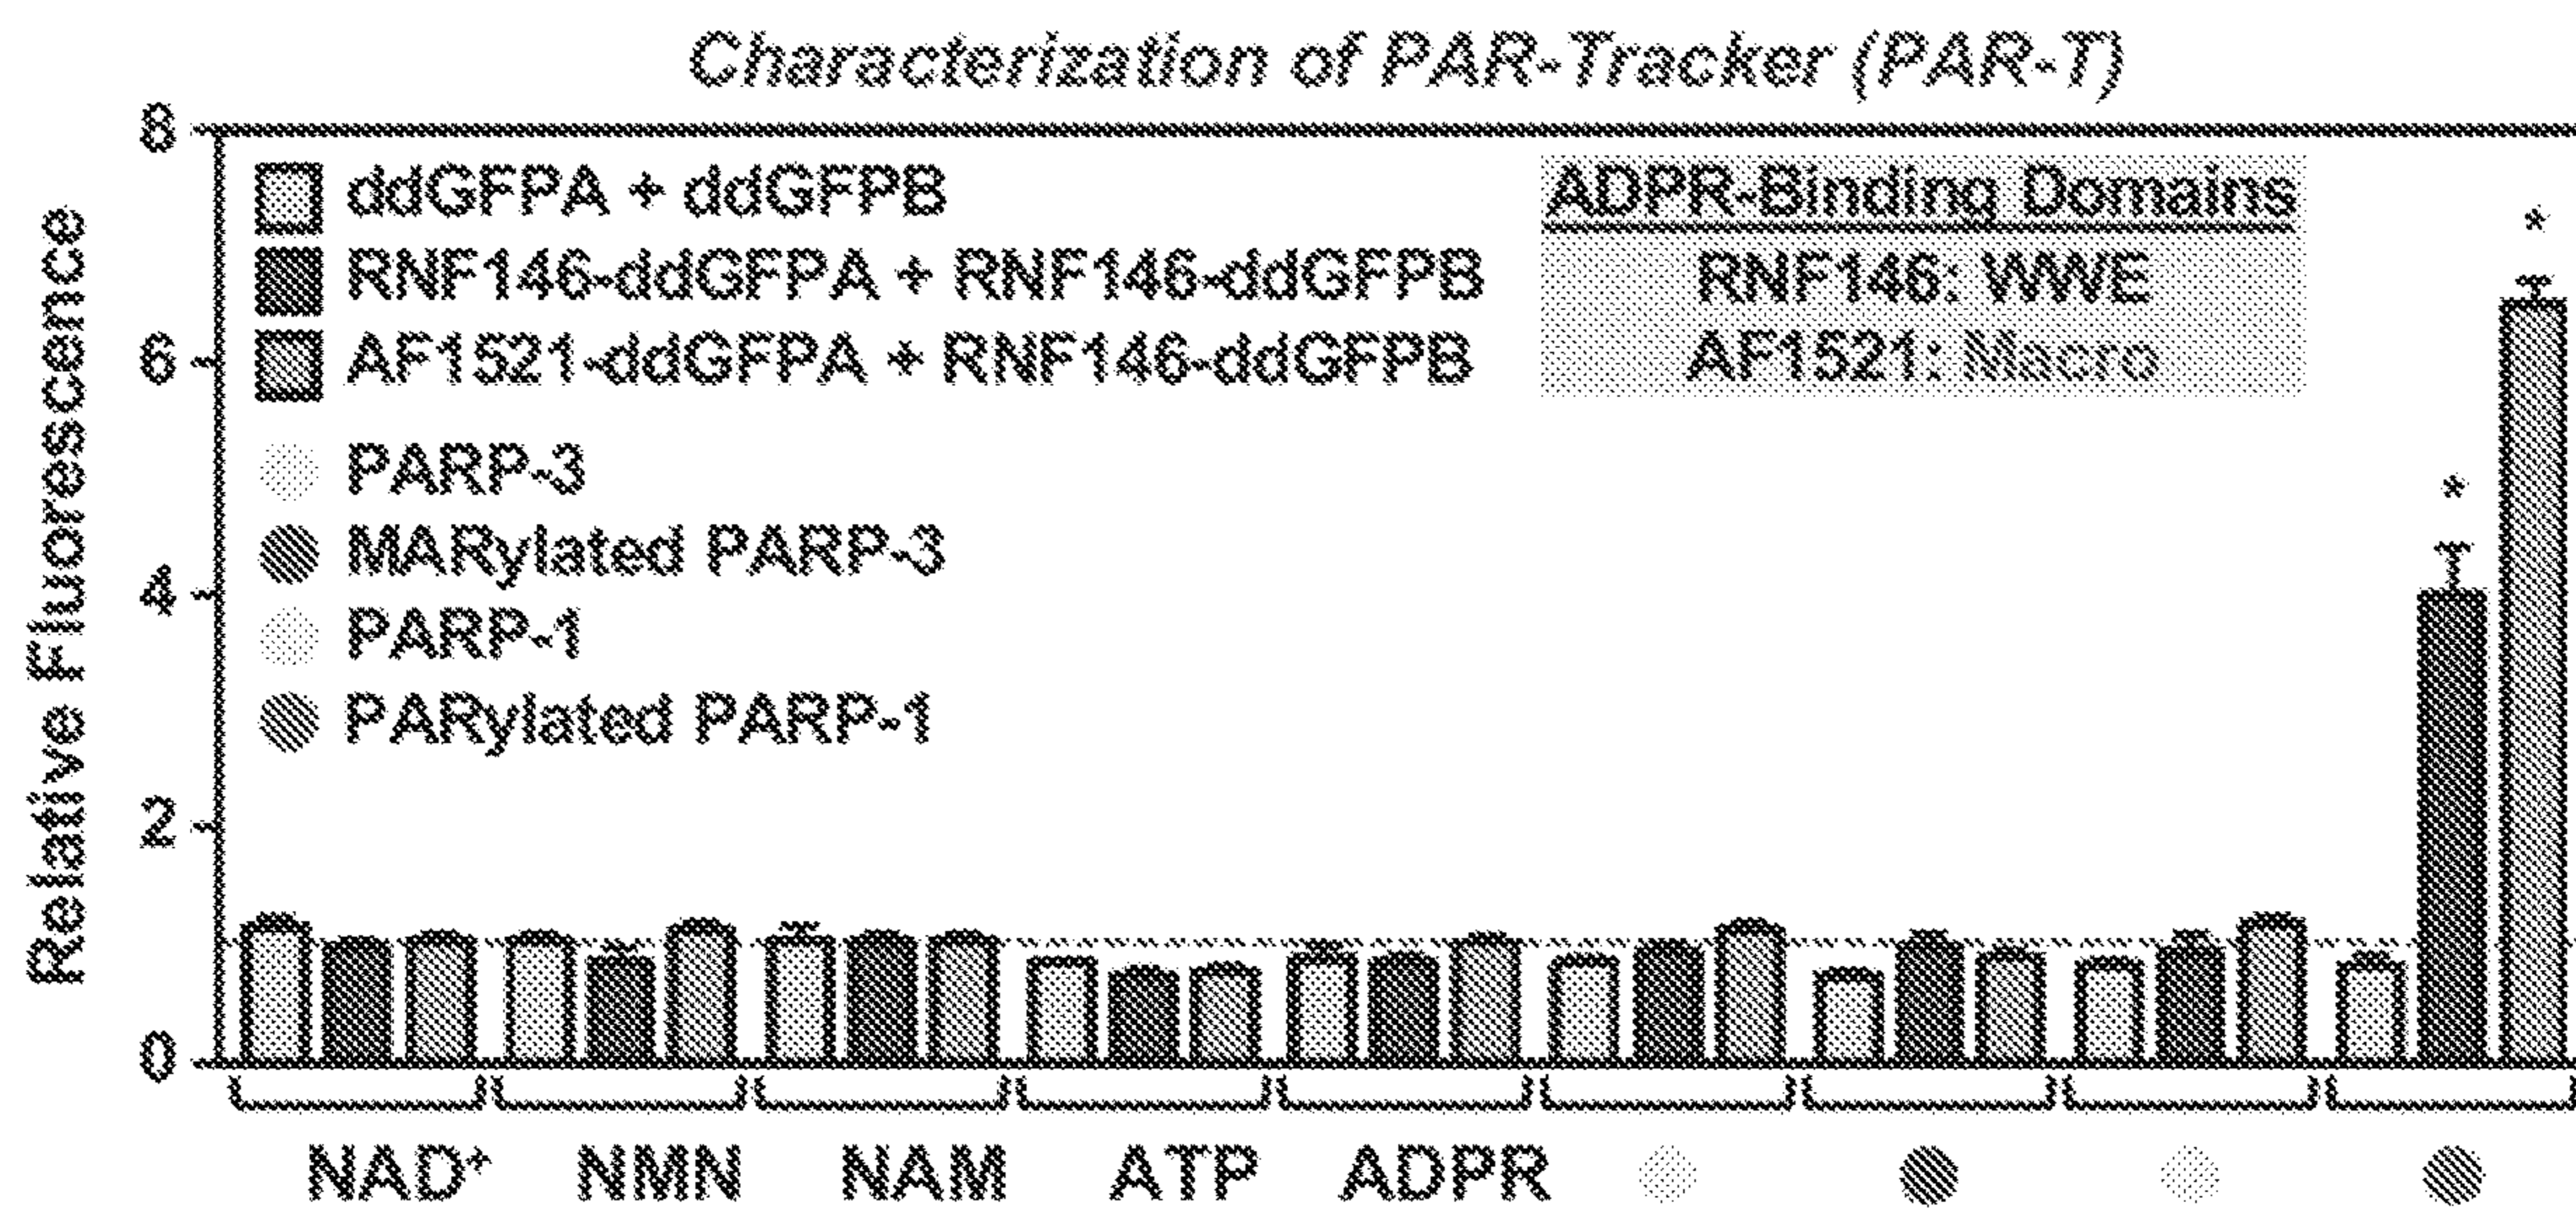 Characterization of PAR-Tracker (PAR-T)
Relative Fluorescence
8
6
4
2
0
ddGFPA + ddGFPB
RNF146-ddGFPA + RNF146-ddGFPB
AF1521-ddGFPA + RNF146-ddGFPB
PARP-3
MARylated PARP-3
PARP-1
PARylated PARP-1
ADPR-Binding Domains
RNF146: WWE
AF1521: Macro
*
*
NAD⁺ NMN NAM ATP ADPR